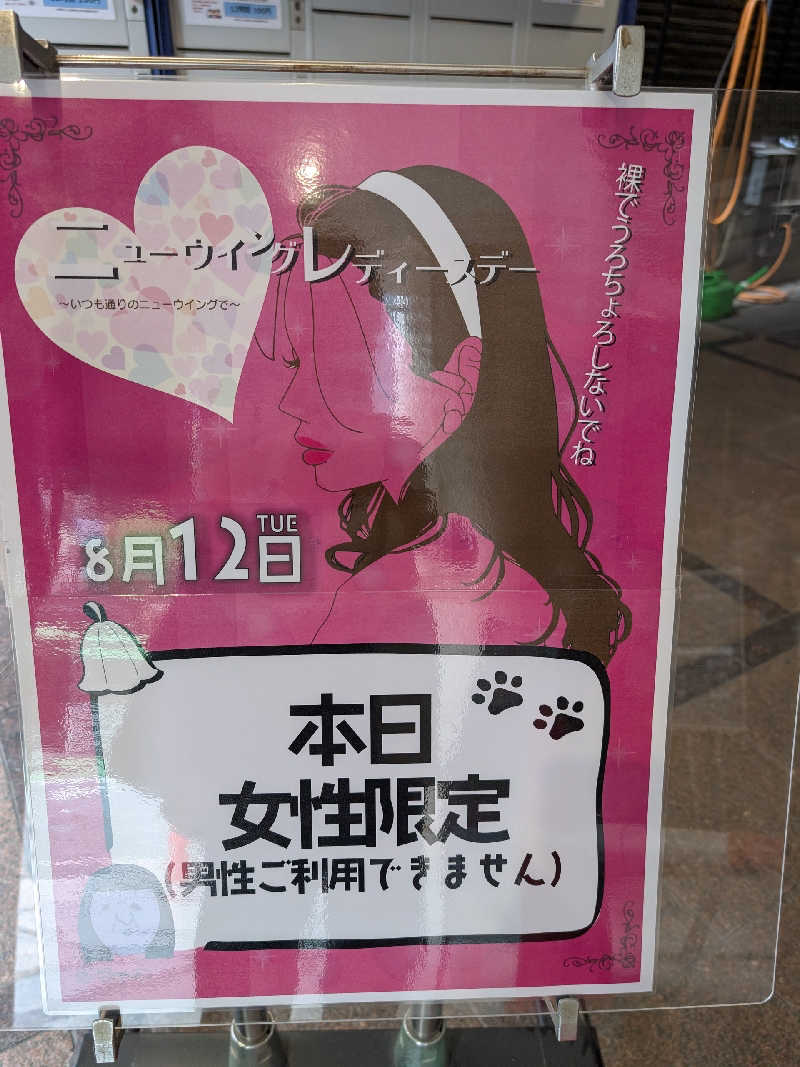 ニューウイングレディースデー
～いつも通りのニューウイングで～
裸でうろちょろしないでね
8月12日
TUE
本日
女性限定
(男性ご利用できません)